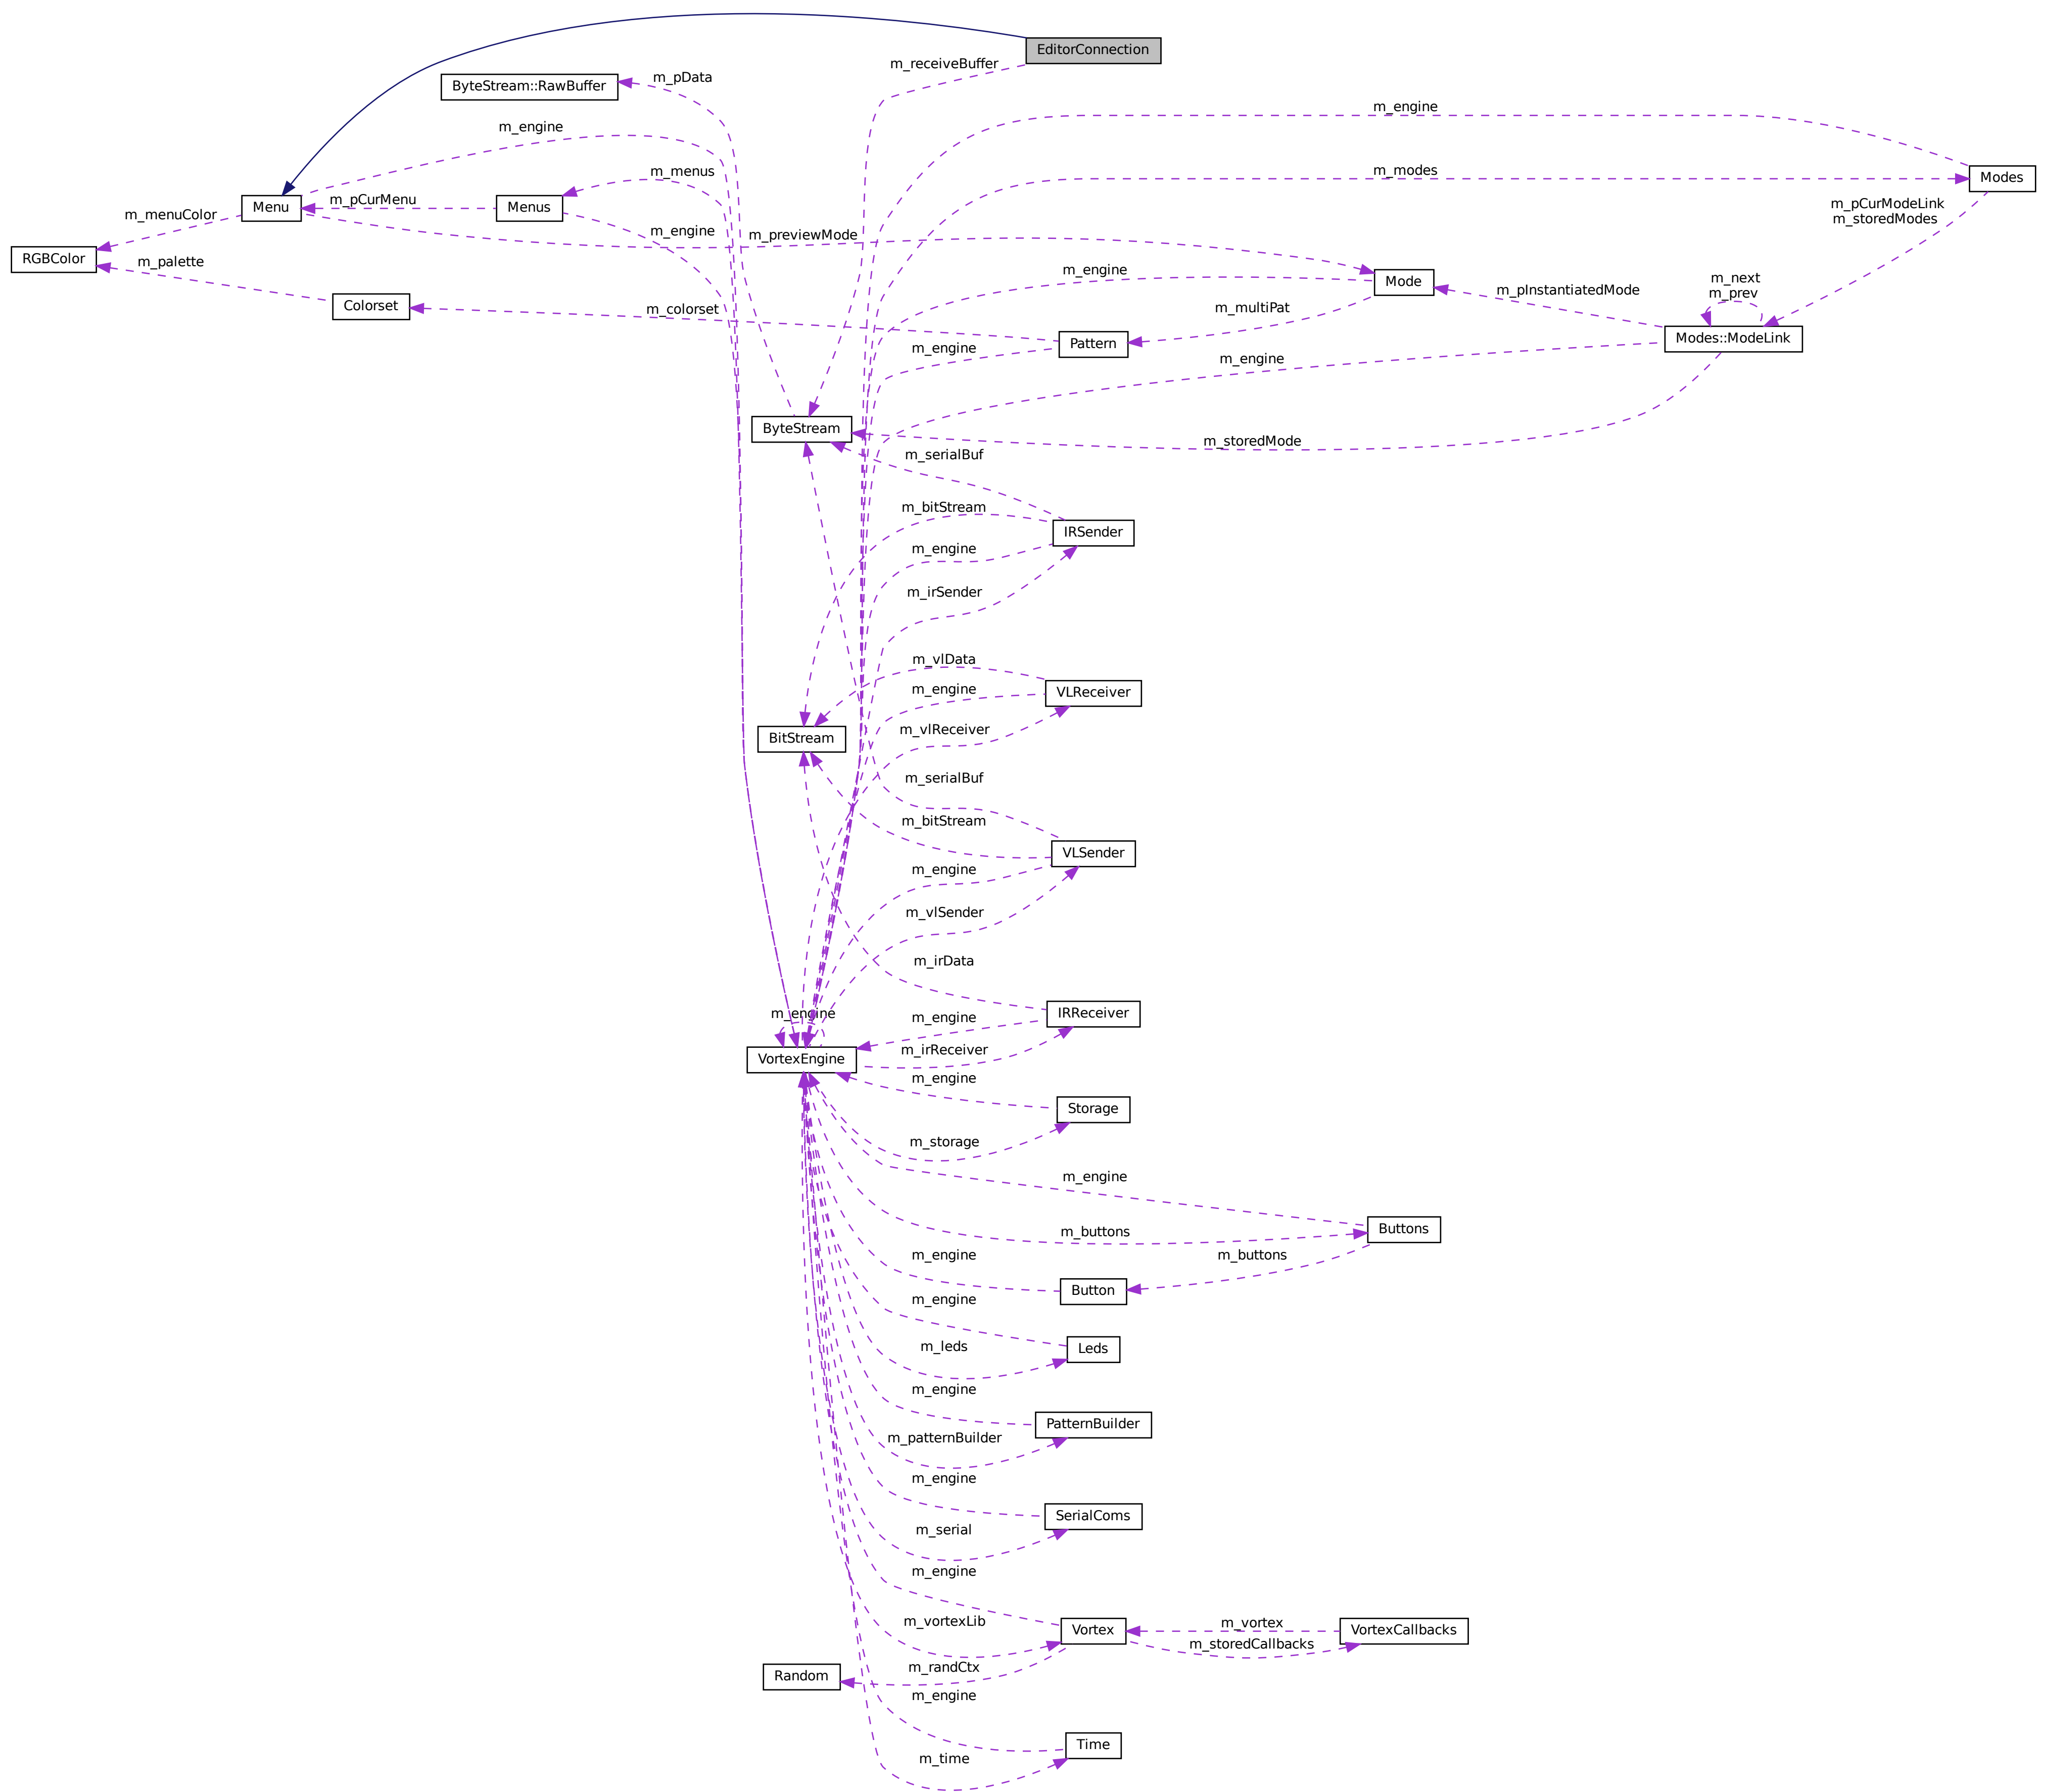 EditorConnection
m_receiveBuffer
m_pData
ByteStream::RawBuffer
m_engine
m_engine
m_menus
m_modes
Modes
m_pCurMenu
Menu
Menus
m_menuColor
m_pCurModeLink
m_storedModes
m_engine
m_previewMode
RGBColor
m_palette
m_engine
Mode
m_next
m_prev
m_pInstantiatedMode
Colorset
m_colorset
m_multiPat
Pattern
Modes::ModeLink
m_engine
m_engine
ByteStream
m_storedMode
m_serialBuf
m_bitStream
IRSender
m_engine
m_irSender
m_vlData
m_engine
VLReceiver
m_vlReceiver
BitStream
m_serialBuf
m_bitStream
VLSender
m_engine
m_vlSender
m_irData
m_engine
m_engine
IRReceiver
m_irReceiver
VortexEngine
m_engine
Storage
m_storage
m_engine
m_buttons
Buttons
m_engine
m_buttons
Button
m_engine
m_leds
Leds
m_engine
PatternBuilder
m_patternBuilder
m_engine
SerialComs
m_serial
m_engine
m_vortexLib
Vortex
m_vortex
VortexCallbacks
m_storedCallbacks
m_randCtx
Random
m_engine
Time
m_time